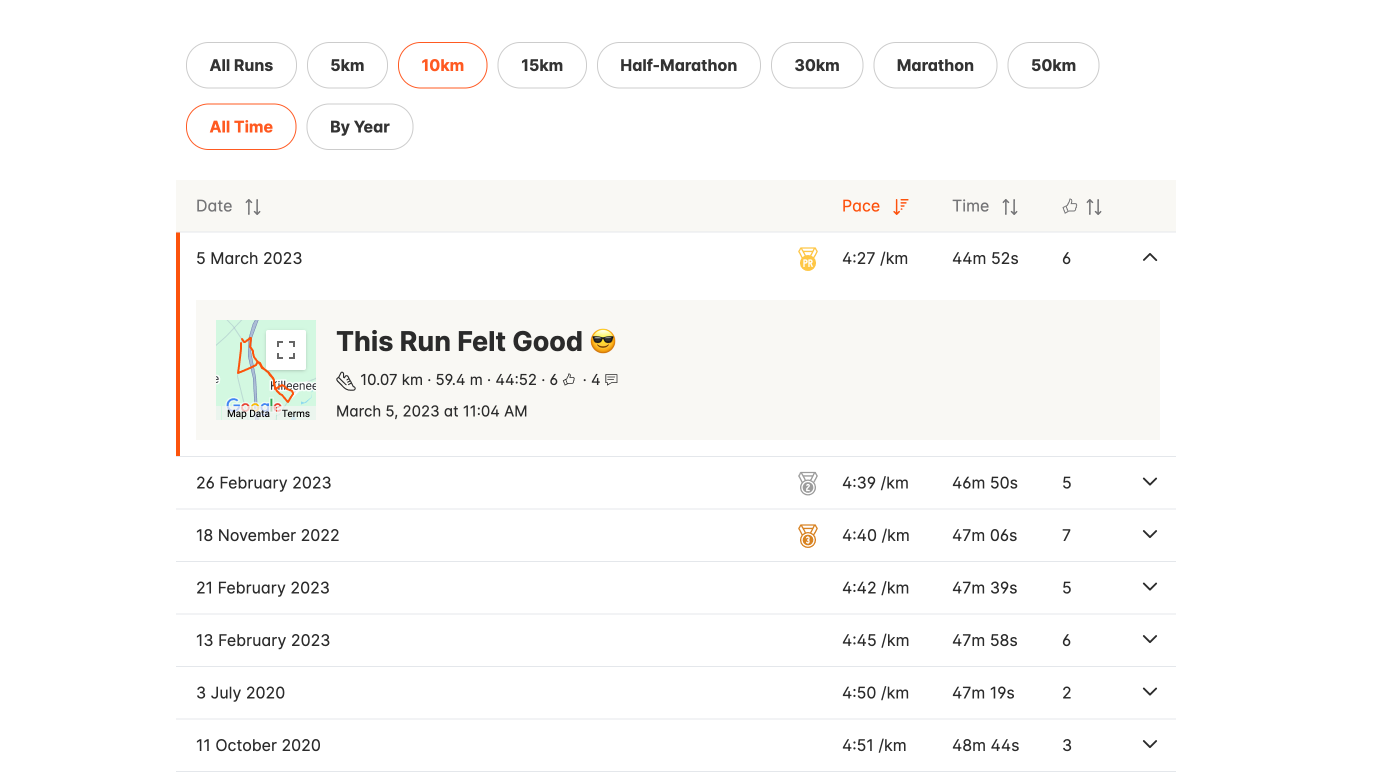 All Runs 5km 10km 15km Half-Marathon 30km Marathon 50km
All Time By Year
Date Pace Time
5 March 2023 PR 4:27 /km 44m 52s 6
This Run Felt Good 😎
10.07 km · 59.4 m · 44:52 · 6 · 4
March 5, 2023 at 11:04 AM
e
Killeenee
Google
Map Data Terms
26 February 2023 2 4:39 /km 46m 50s 5
18 November 2022 3 4:40 /km 47m 06s 7
21 February 2023 4:42 /km 47m 39s 5
13 February 2023 4:45 /km 47m 58s 6
3 July 2020 4:50 /km 47m 19s 2
11 October 2020 4:51 /km 48m 44s 3